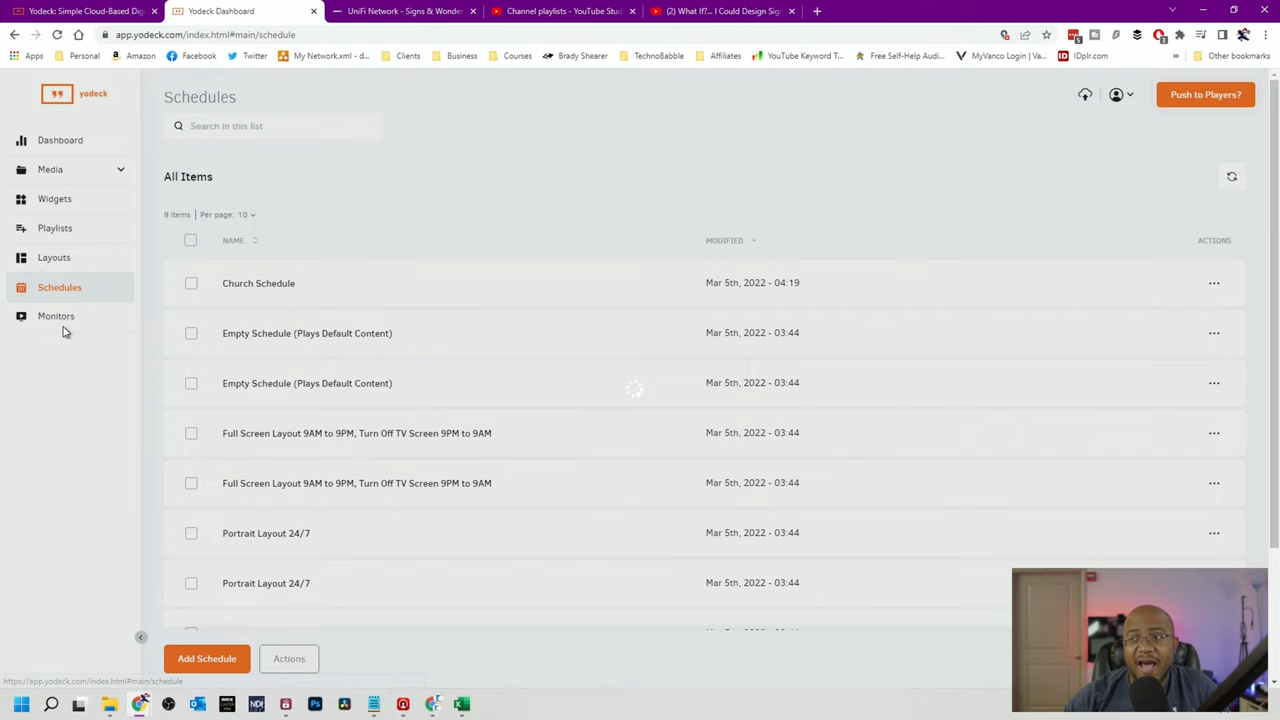 Yodeck: Simple Cloud-Based Dig
Yodeck Dashboard
UniFi Network - Signs & Wonder
Channel playlists - YouTube Stud
(2) What If?... I Could Design Sig
app.yodeck.com/index.html#main/schedule
Apps
Amazon
Facebook
Twitter
My Network.xml - d...
Clients
Business
Courses
Brady Shearer
TechnoBabble
Affiliates
YouTube Keyword T...
Free Self-Help Audi...
MyVanco Login | Va...
IDplr.com
Other bookmarks
yodeck
Schedules
Push to Players?
Search in this list
Dashboard
Media
Widgets
Playlists
Layouts
Schedules
Monitors
All Items
9 items | Per page: 10
NAME MODIFIED ACTIONS
Church Schedule Mar 5th, 2022 - 04:19 ...
Empty Schedule (Plays Default Content) Mar 5th, 2022 - 03:44 ...
Empty Schedule (Plays Default Content) Mar 5th, 2022 - 03:44 ...
Full Screen Layout 9AM to 9PM, Turn Off TV Screen 9PM to 9AM Mar 5th, 2022 - 03:44 ...
Full Screen Layout 9AM to 9PM, Turn Off TV Screen 9PM to 9AM Mar 5th, 2022 - 03:44 ...
Portrait Layout 24/7 Mar 5th, 2022 - 03:44 ...
Portrait Layout 24/7 Mar 5th, 2022 - 03:44
Add Schedule
Actions
https://app.yodeck.com/index.html#main/schedule